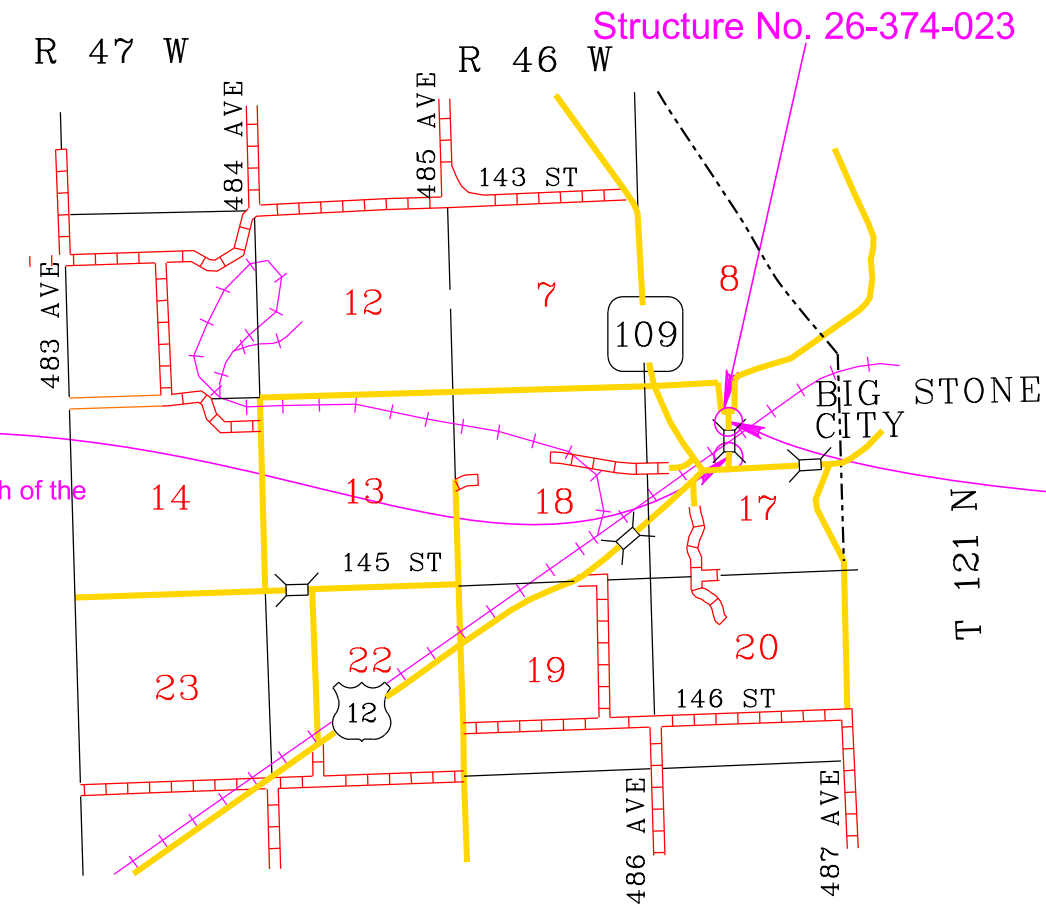 Structure No. 26-374-023
R 47 W
R 46 W
484 AVE
485 AVE
143 ST
483 AVE
12
7
8
109
BIG STONE
CITY
h of the
14
13
18
17
T 121 N
145 ST
23
22
19
20
12
146 ST
486 AVE
487 AVE